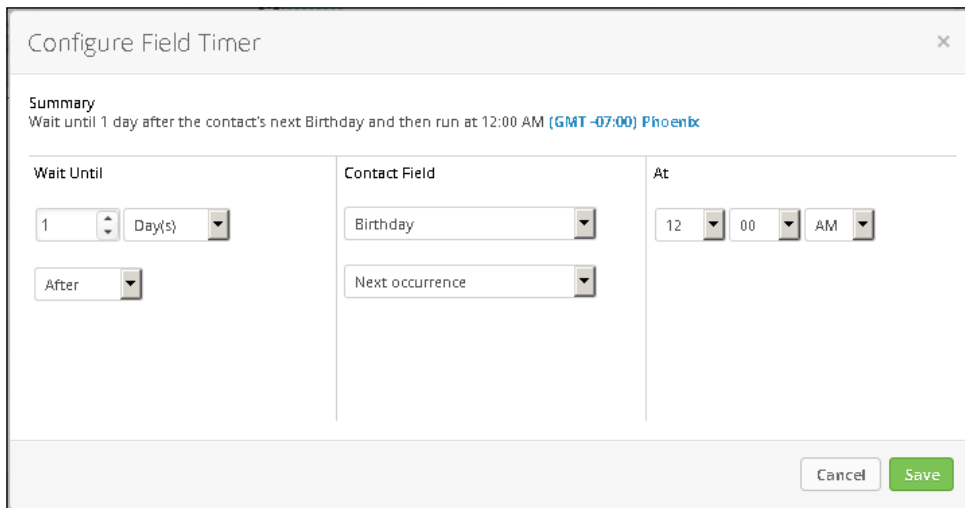 Configure Field Timer
×
Summary
Wait until 1 day after the contact's next Birthday and then run at 12:00 AM (GMT -07:00) Phoenix
Wait Until
Contact Field
At
1
Day(s)
Birthday
12
00
AM
After
Next occurrence
Cancel
Save